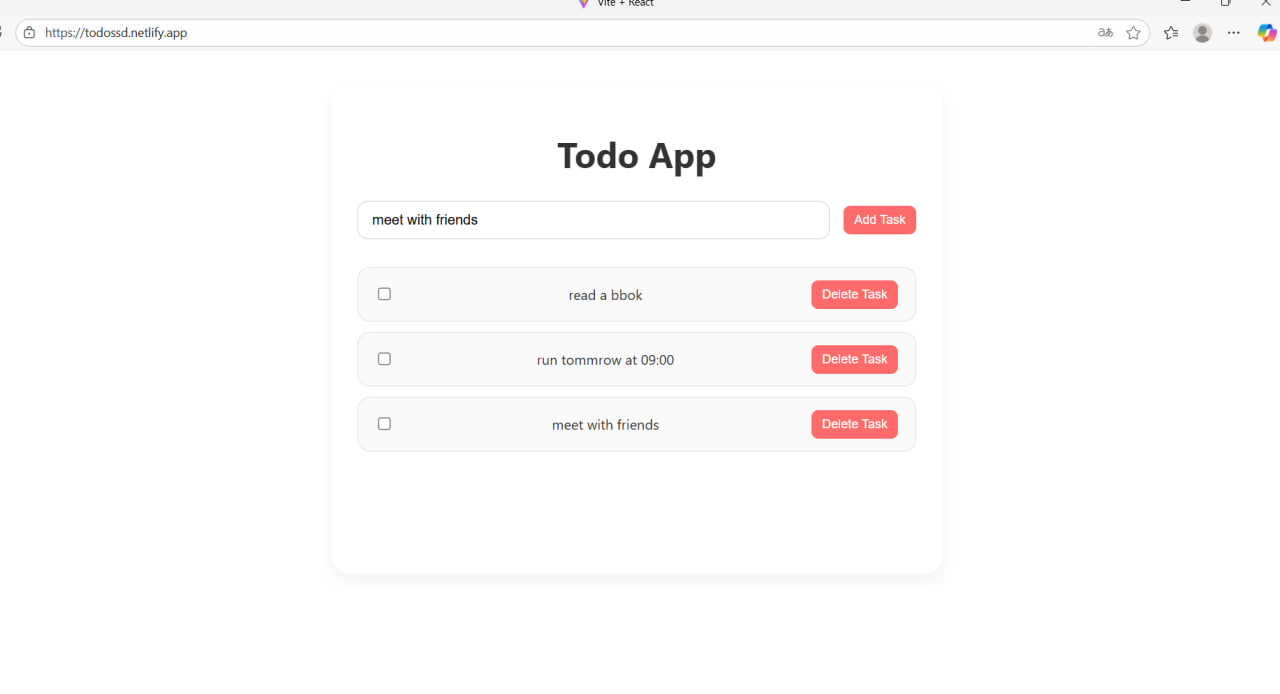 Vite + React
https://todossd.netlify.app
Todo App
meet with friends
Add Task
read a bbok
Delete Task
run tommrow at 09:00
Delete Task
meet with friends
Delete Task